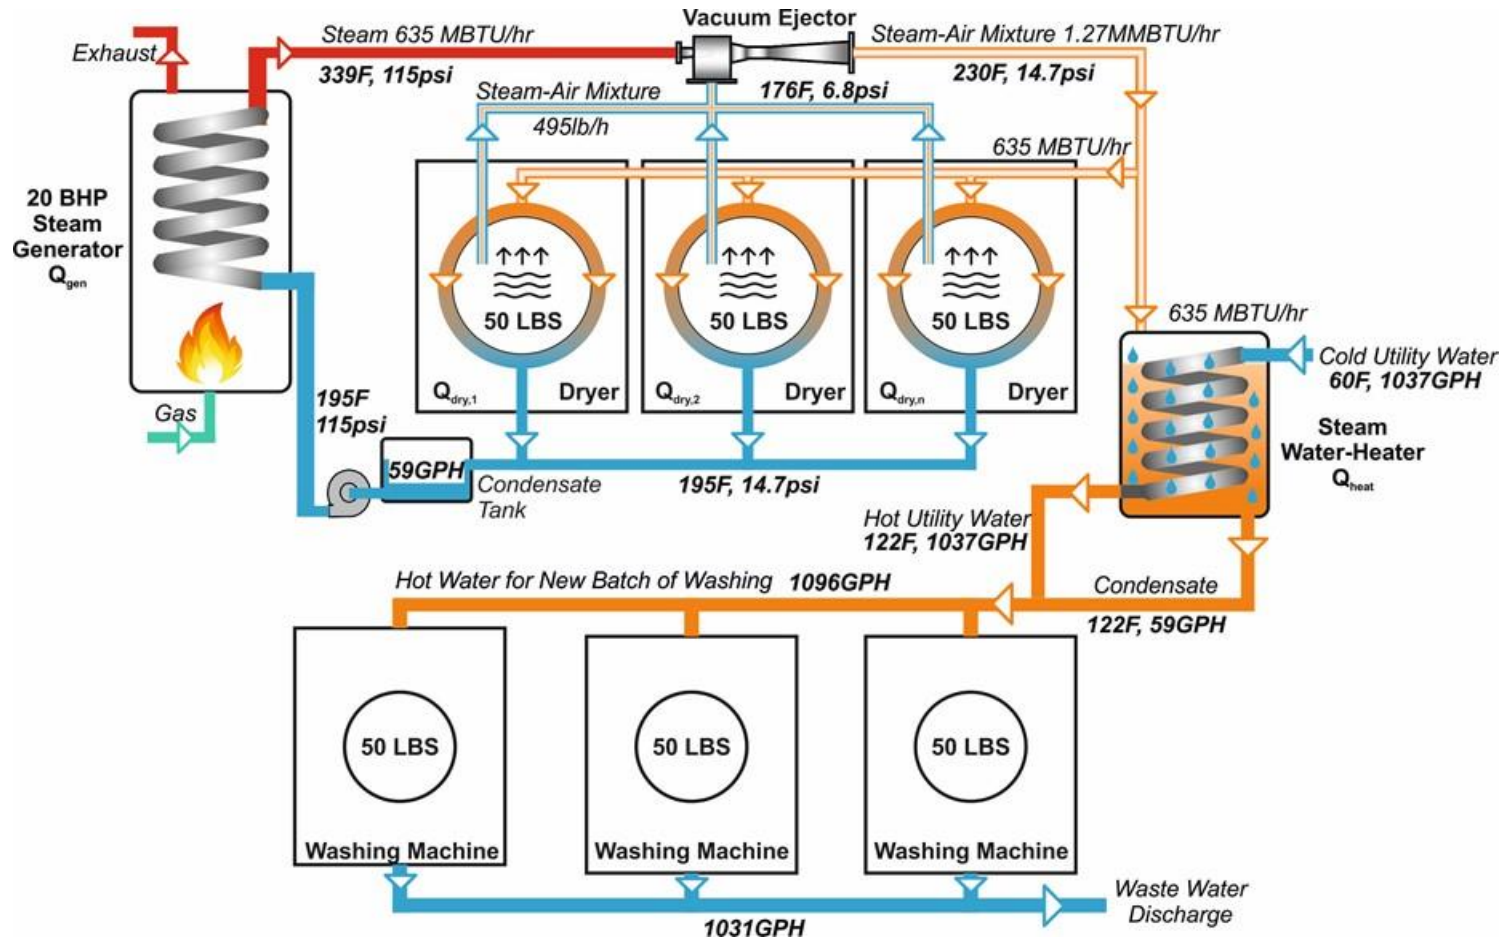 Vacuum Ejector
Exhaust
Steam 635 MBTU/hr
339F, 115psi
Steam-Air Mixture 1.27MMBTU/hr
230F, 14.7psi
176F, 6.8psi
Steam-Air Mixture
495lb/h
635 MBTU/hr
20 BHP
Steam
Generator
Qgen
50 LBS
50 LBS
50 LBS
Qdry,1
Dryer
Qdry,2
Dryer
Qdry,n
Dryer
635 MBTU/hr
Cold Utility Water
60F, 1037GPH
Steam
Water-Heater
Qheat
Gas
195F
115psi
59GPH
Condensate
Tank
195F, 14.7psi
Hot Utility Water
122F, 1037GPH
Hot Water for New Batch of Washing 1096GPH
Condensate
122F, 59GPH
50 LBS
50 LBS
50 LBS
Washing Machine
Washing Machine
Washing Machine
1031GPH
Waste Water
Discharge